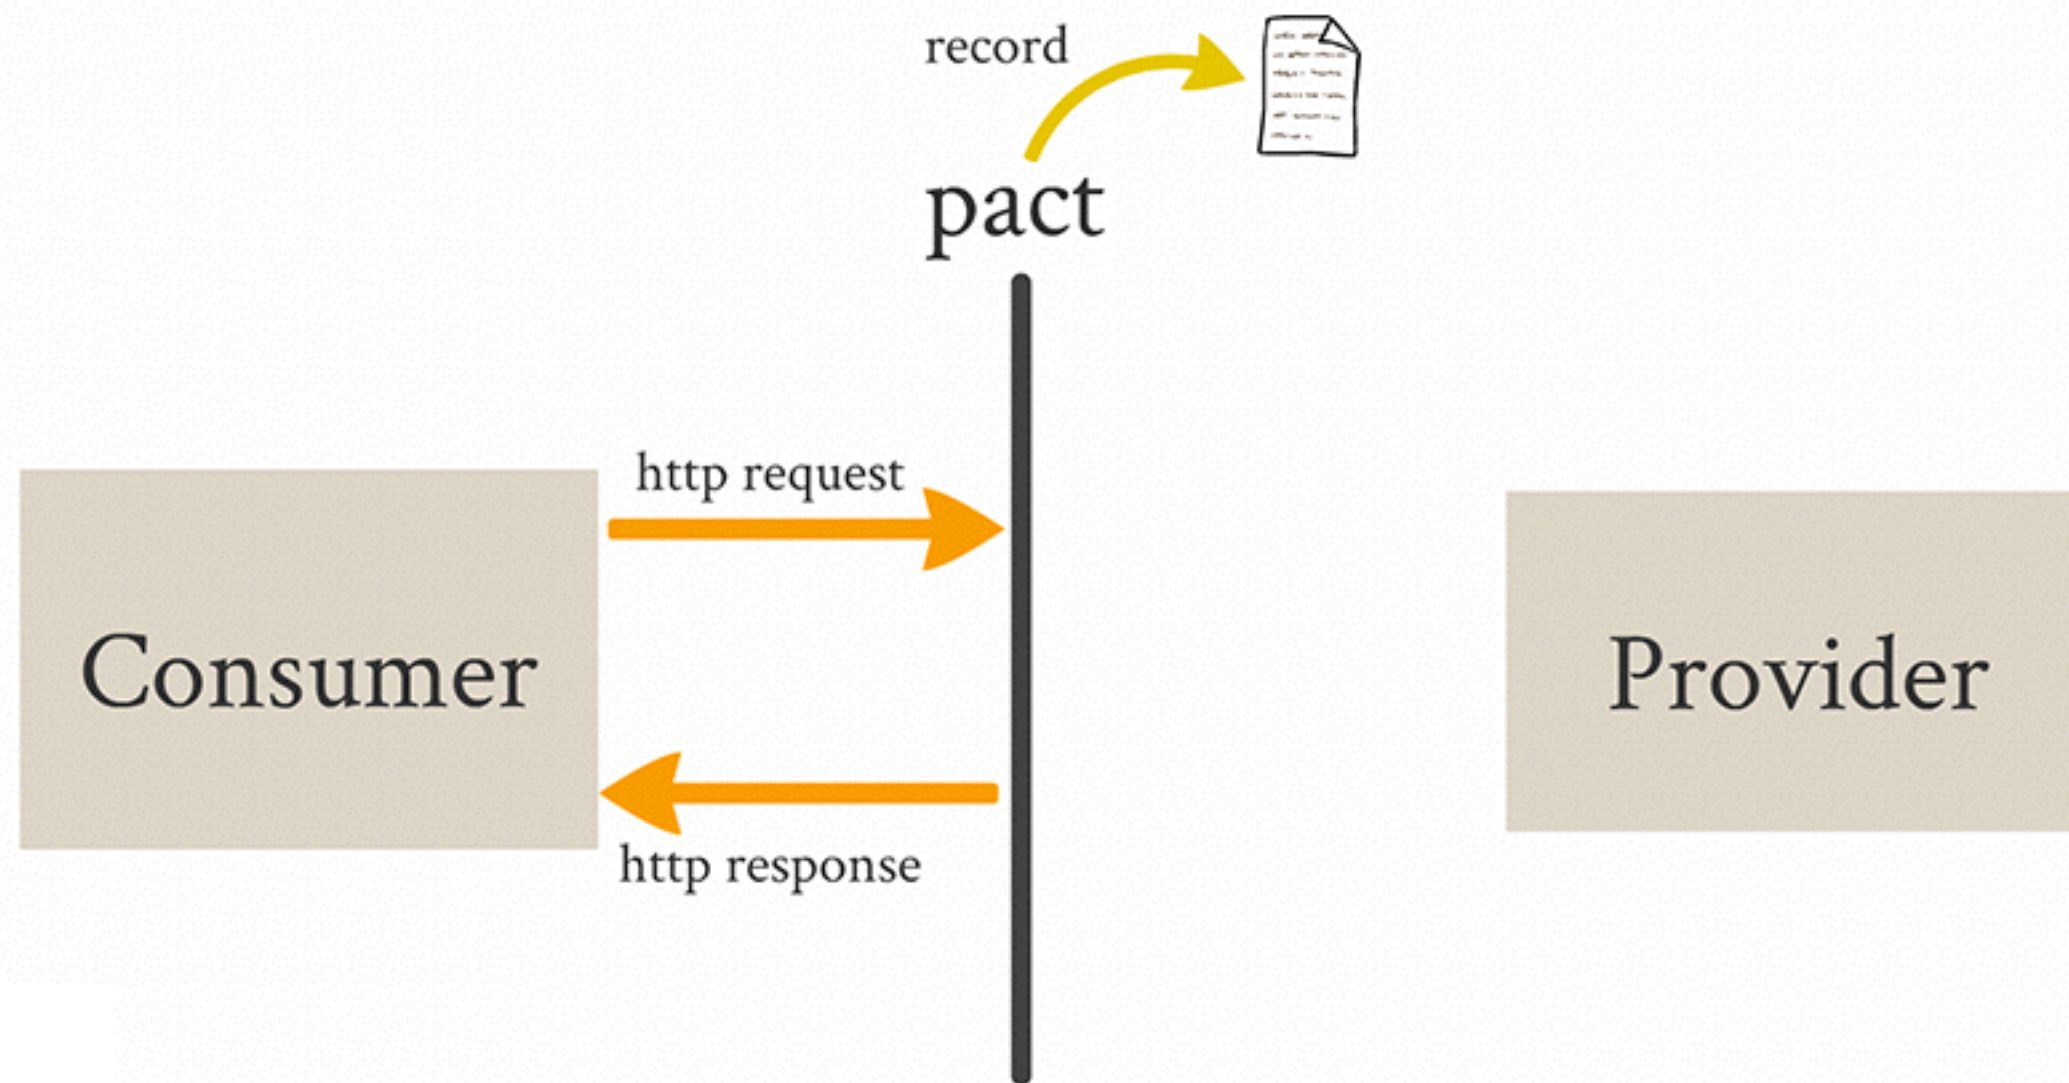 record
pact
http request
Consumer
Provider
http response